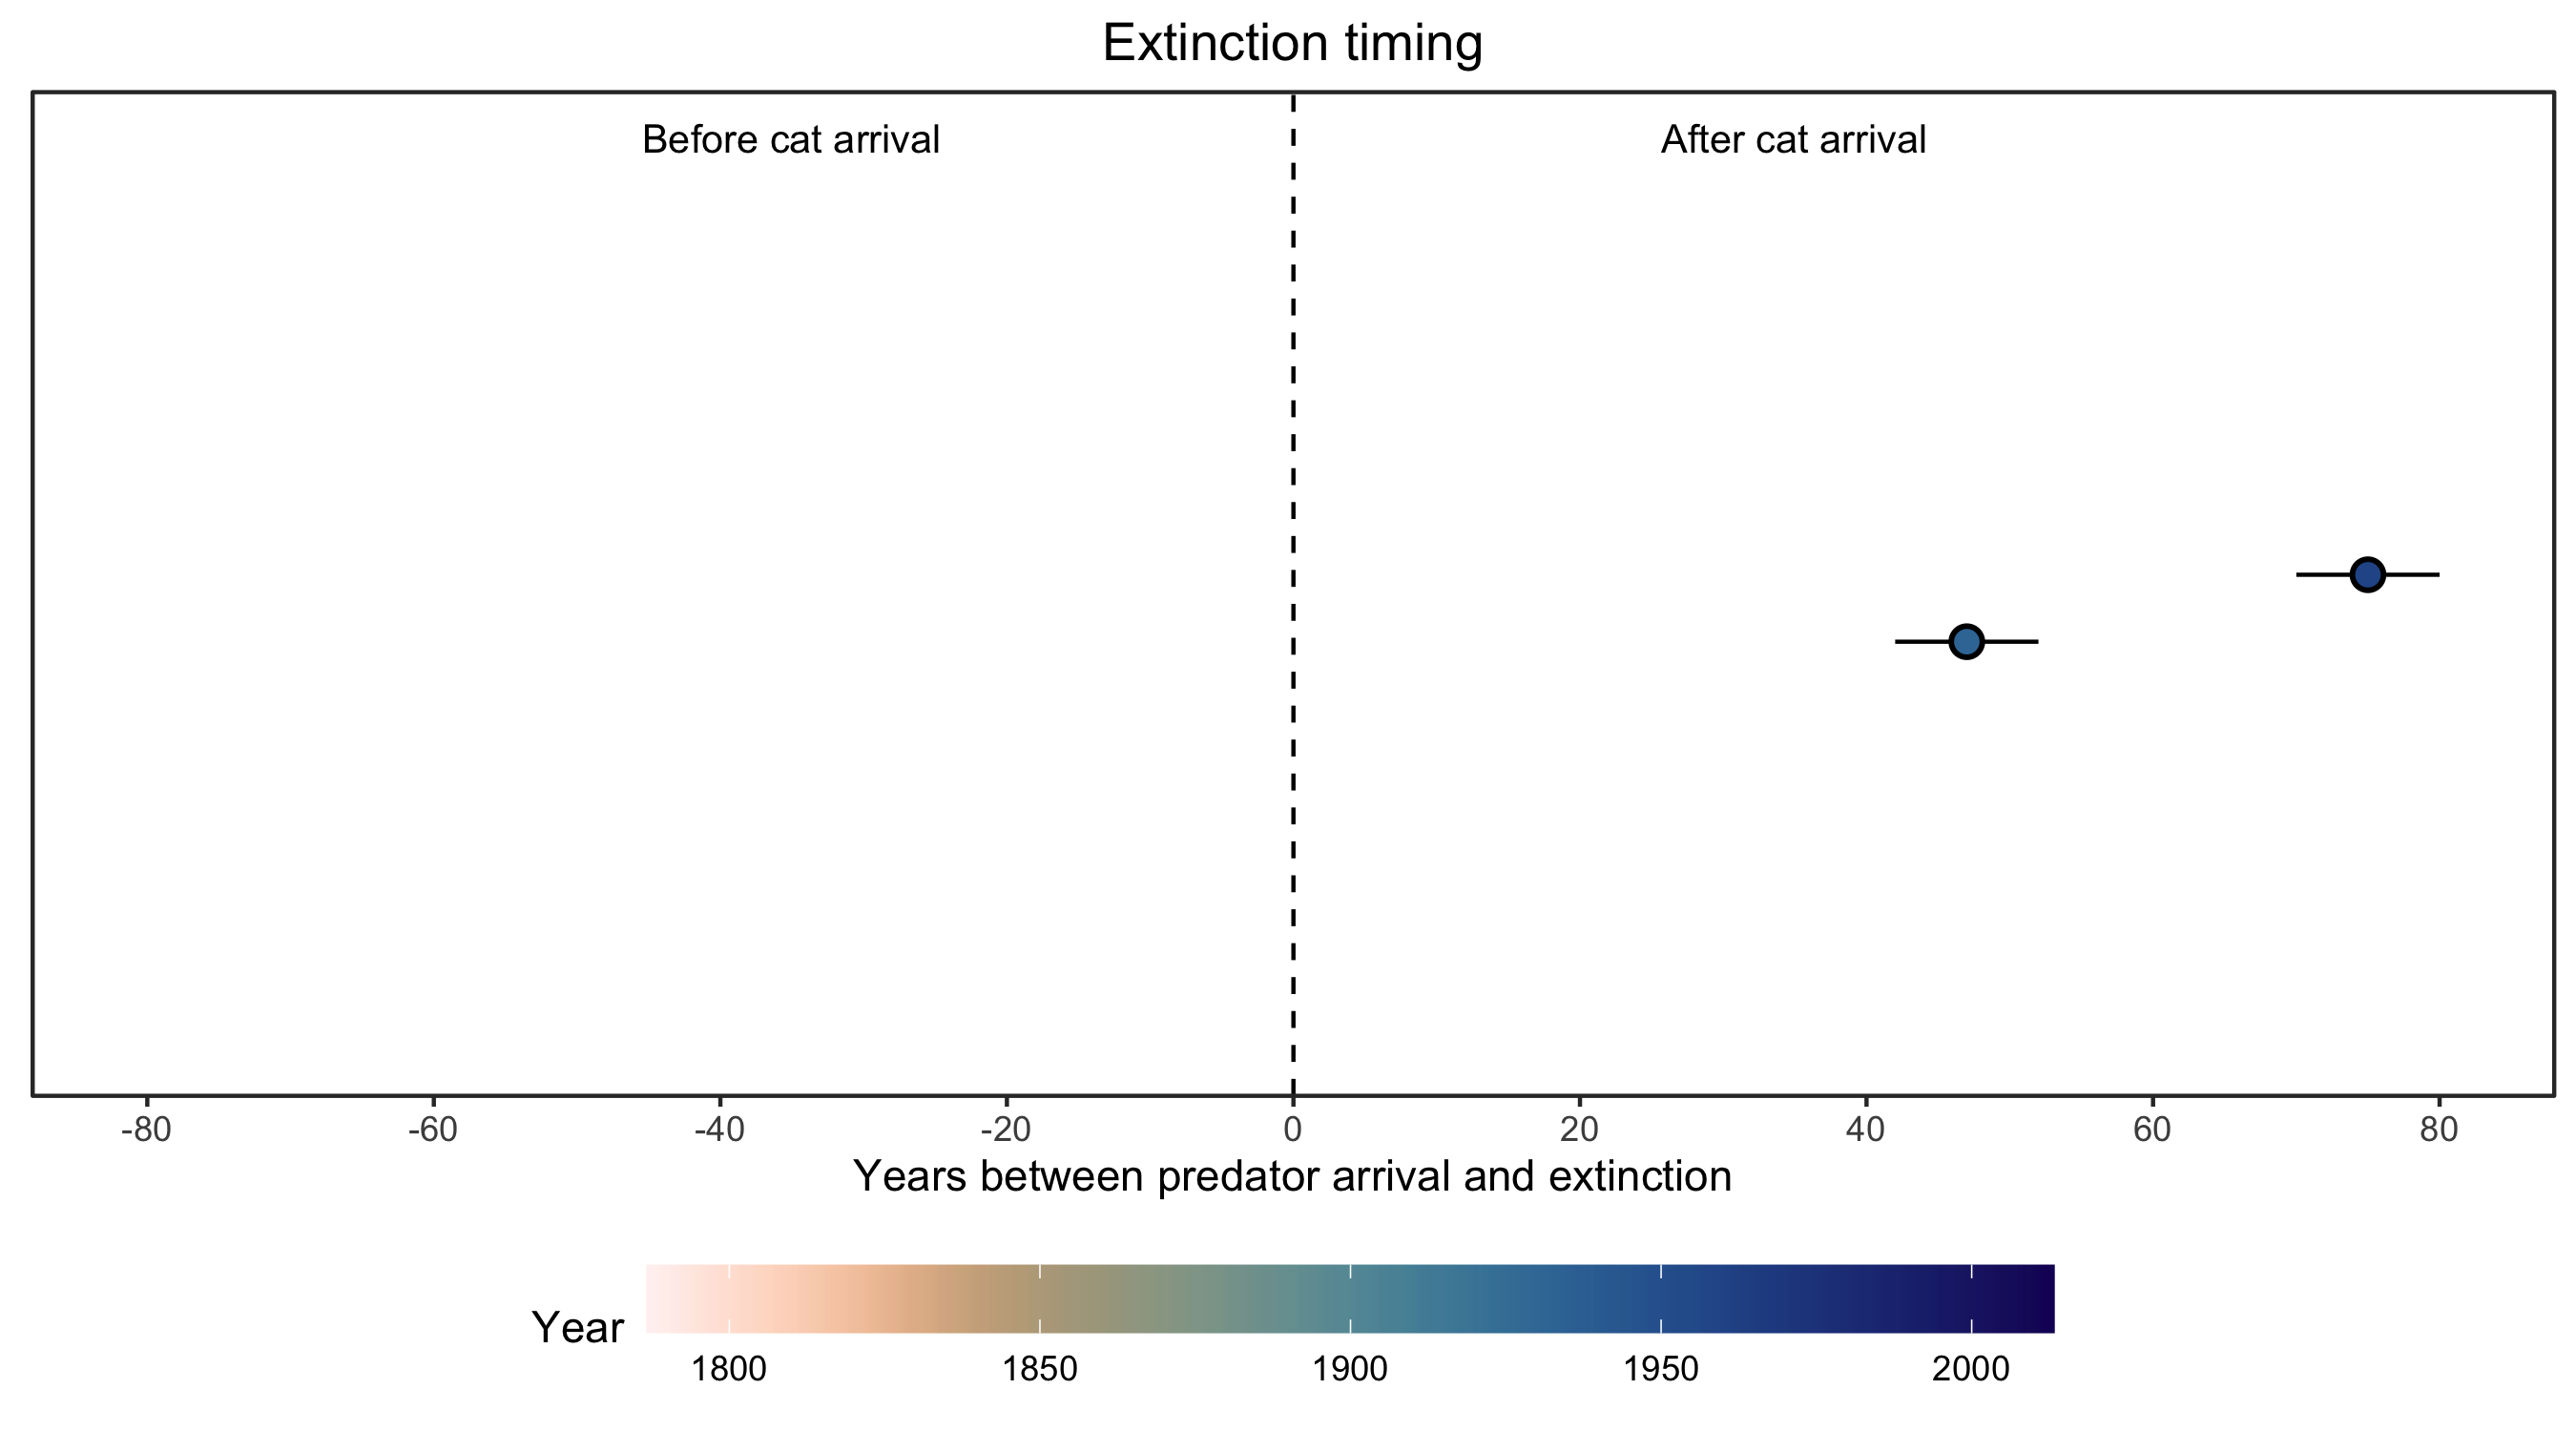 Extinction timing
Before cat arrival
After cat arrival
-80 -60 -40 -20 0 20 40 60 80
Years between predator arrival and extinction
Year
1800 1850 1900 1950 2000